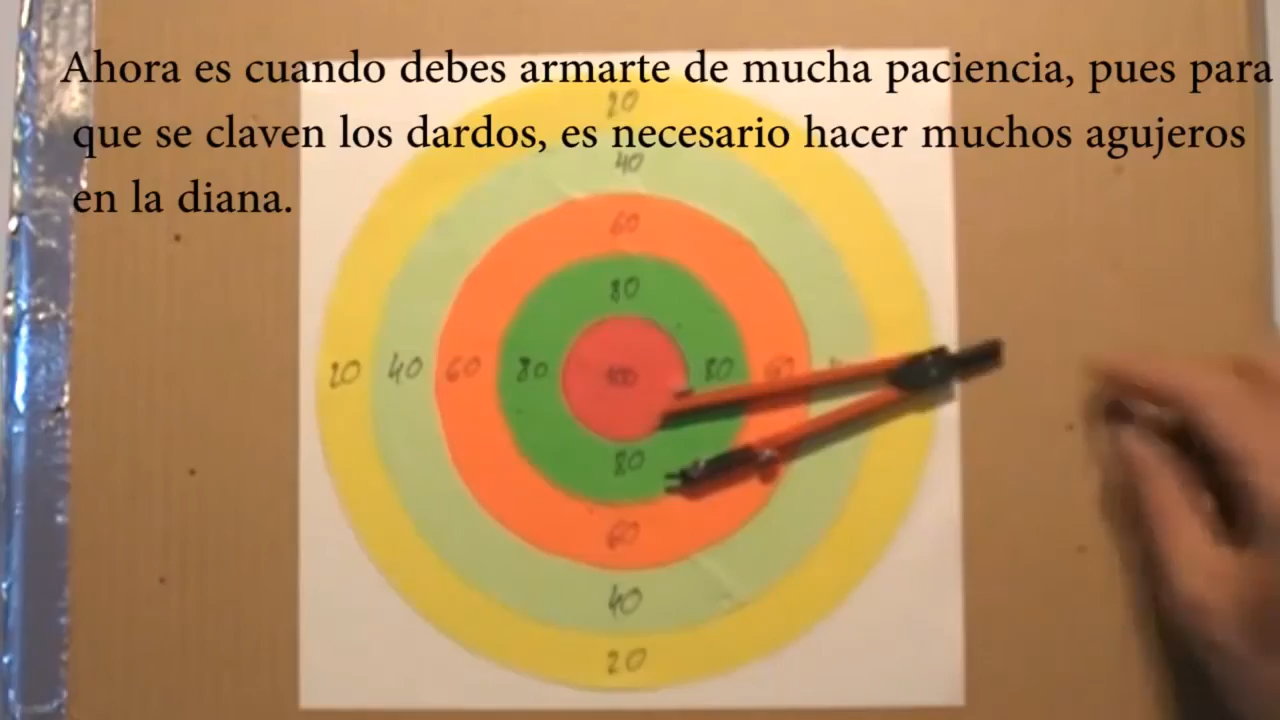 Ahora es cuando debes armarte de mucha paciencia, pues para
que se claven los dardos, es necesario hacer muchos agujeros
en la diana.
20
40
60
80
20 40 60 80 100 80 60
80
60
40
20